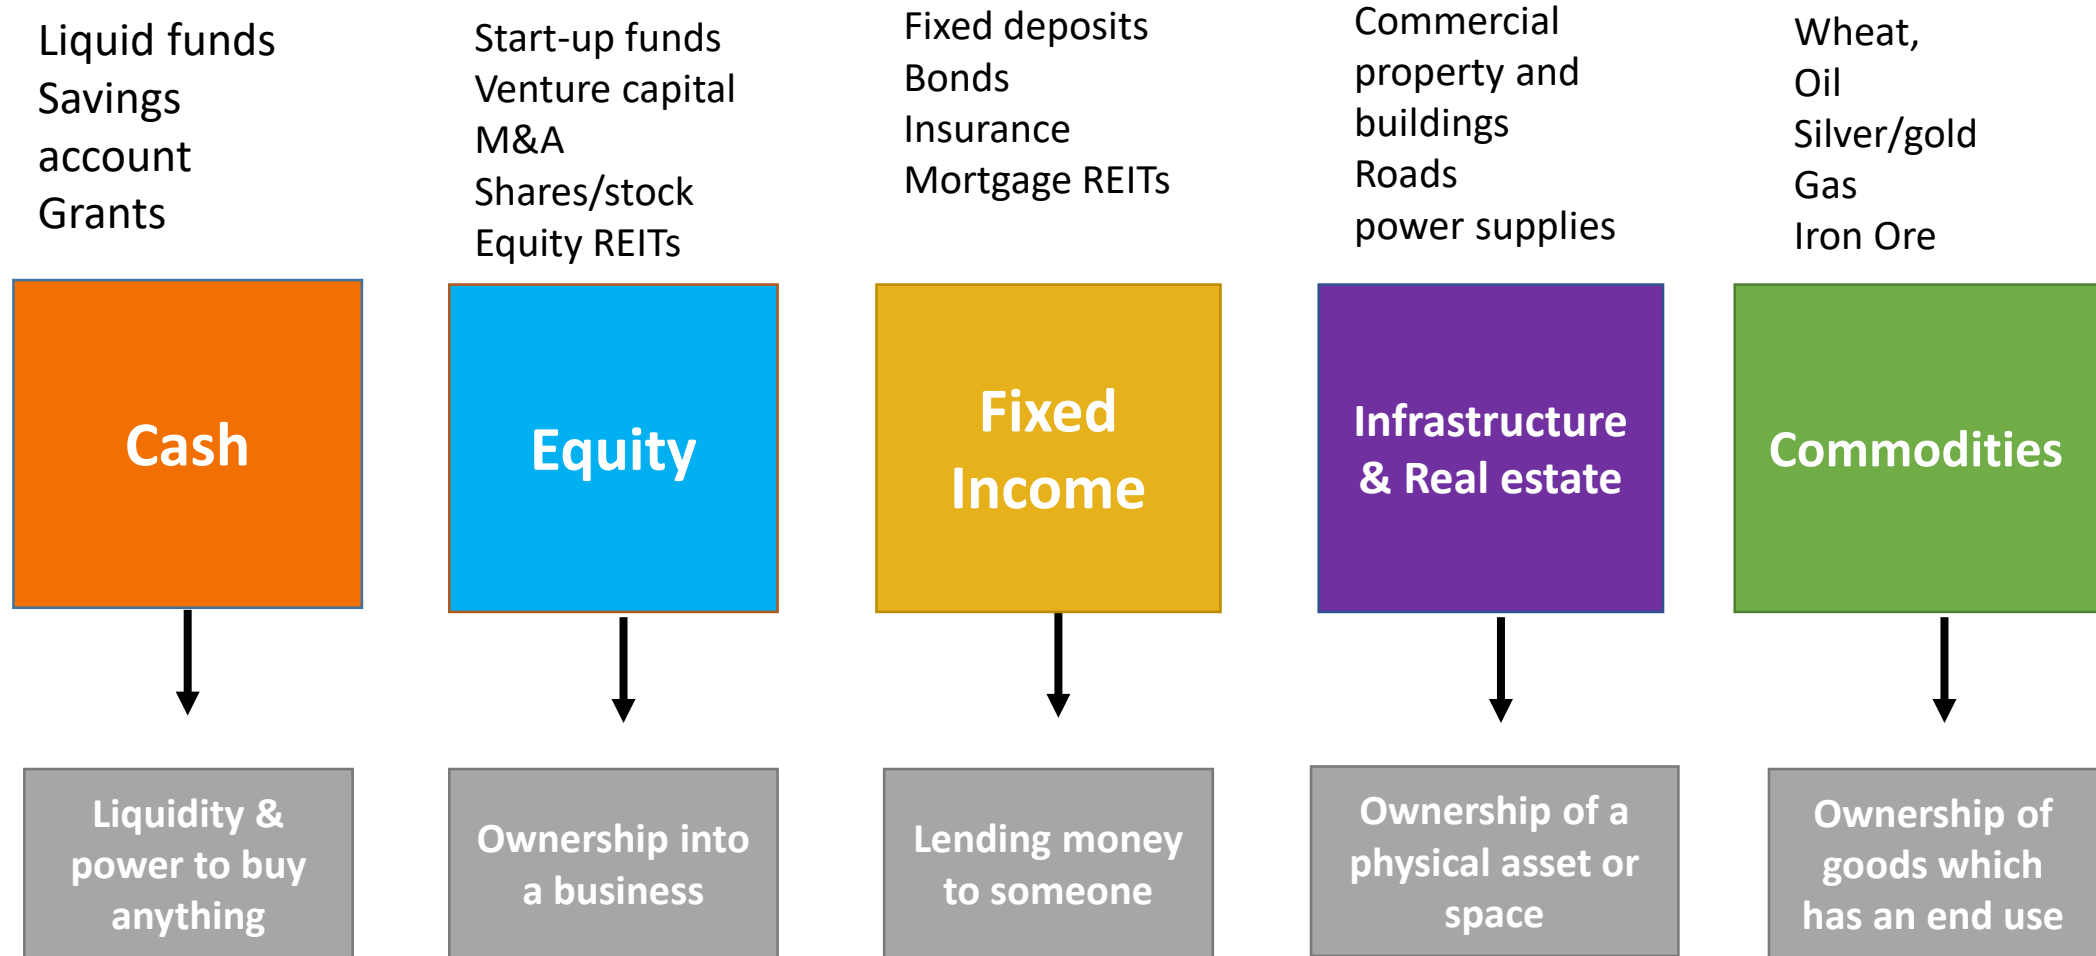 Liquid funds
Savings
account
Grants
Start-up funds
Venture capital
M&A
Shares/stock
Equity REITs
Fixed deposits
Bonds
Insurance
Mortgage REITs
Commercial
property and
buildings
Roads
power supplies
Wheat,
Oil
Silver/gold
Gas
Iron Ore
Cash
Equity
Fixed
Income
Infrastructure
& Real estate
Commodities
Liquidity &
power to buy
anything
Ownership into
a business
Lending money
to someone
Ownership of a
physical asset or
space
Ownership of
goods which
has an end use